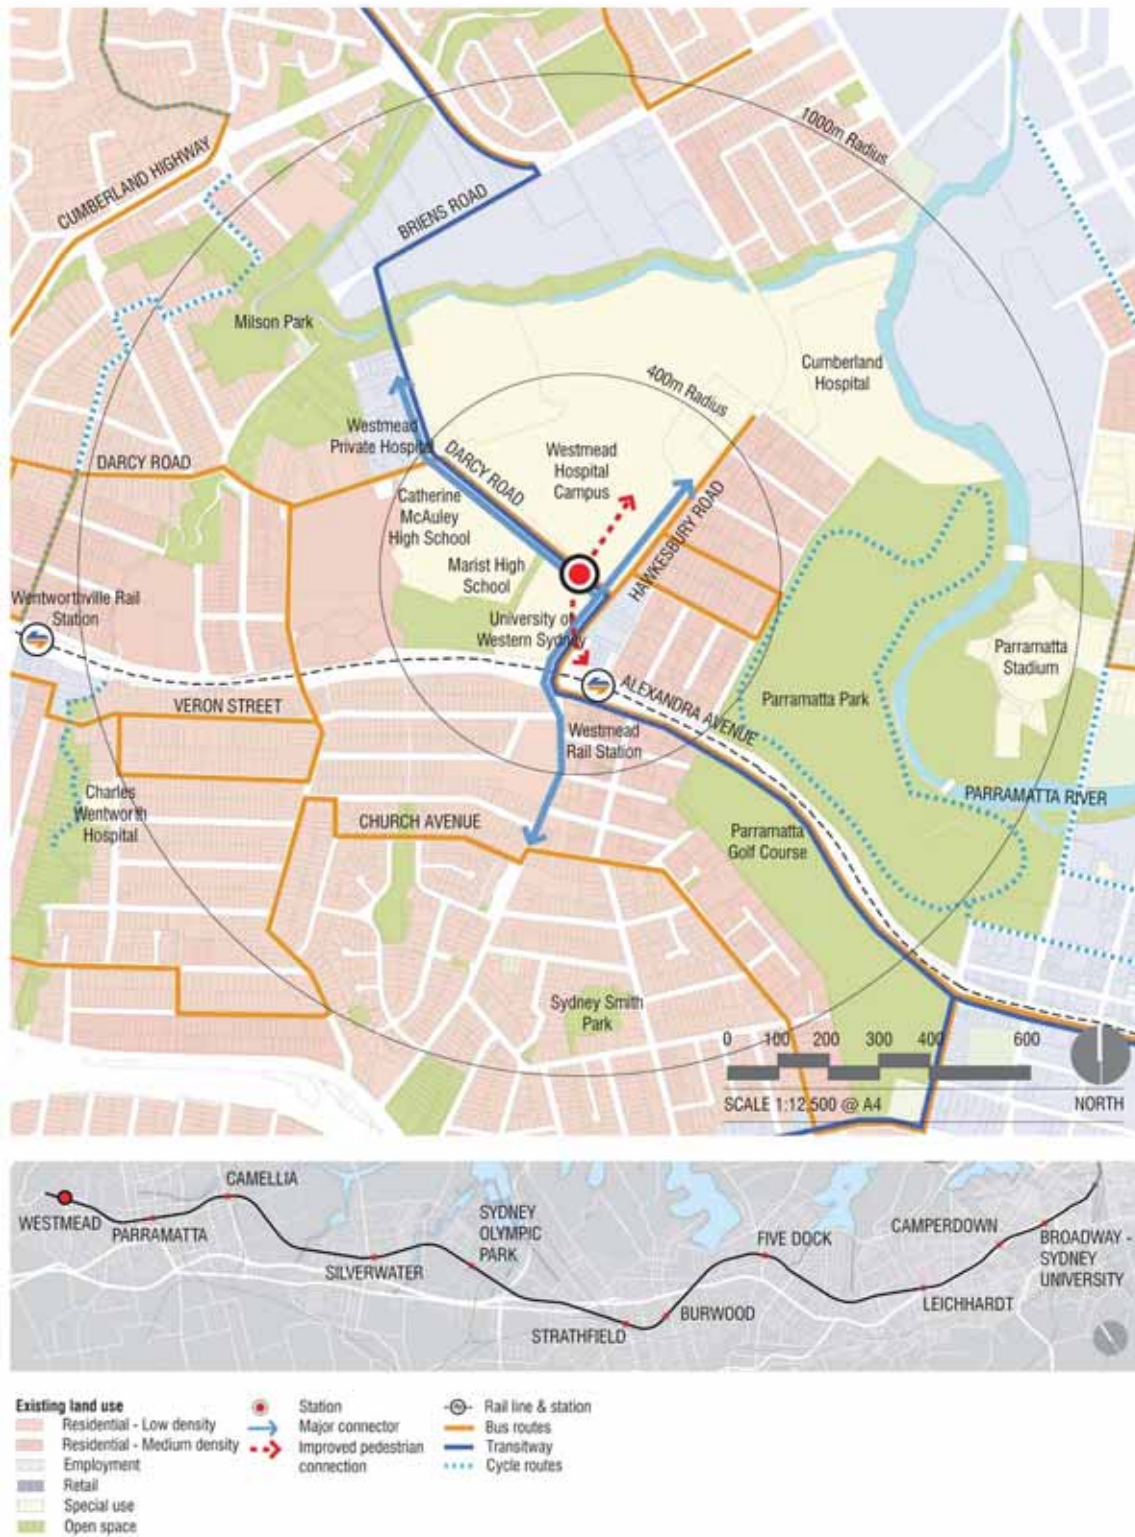 1000m Radius
CUMBERLAND HIGHWAY
BRIENS ROAD
Milson Park
Cumberland
Hospital
400m Radius
Westmead
Private Hospital
DARCY ROAD
DARCY ROAD
Westmead
Hospital
Campus
Catherine
McAuley
High School
HAWKESBURY ROAD
Marist High
School
Wentworthville Rail
Station
University of
Western Sydney
Parramatta
Stadium
ALEXANDRA AVENUE
Parramatta Park
VERON STREET
Westmead
Rail Station
Charles
Wentworth
Hospital
PARRAMATTA RIVER
CHURCH AVENUE
Parramatta
Golf Course
Sydney Smith
Park
0 100 200 300 400 600
SCALE 1:12,500 @ A4
NORTH
WESTMEAD
PARRAMATTA
CAMELLIA
SILVERWATER
SYDNEY
OLYMPIC
PARK
STRATHFIELD
BURWOOD
FIVE DOCK
CAMPERDOWN
LEICHHARDT
BROADWAY -
SYDNEY
UNIVERSITY
Existing land use
Residential - Low density
Residential - Medium density
Employment
Retail
Special use
Open space
Station
Major connector
Improved pedestrian
connection
Rail line & station
Bus routes
Transitway
Cycle routes